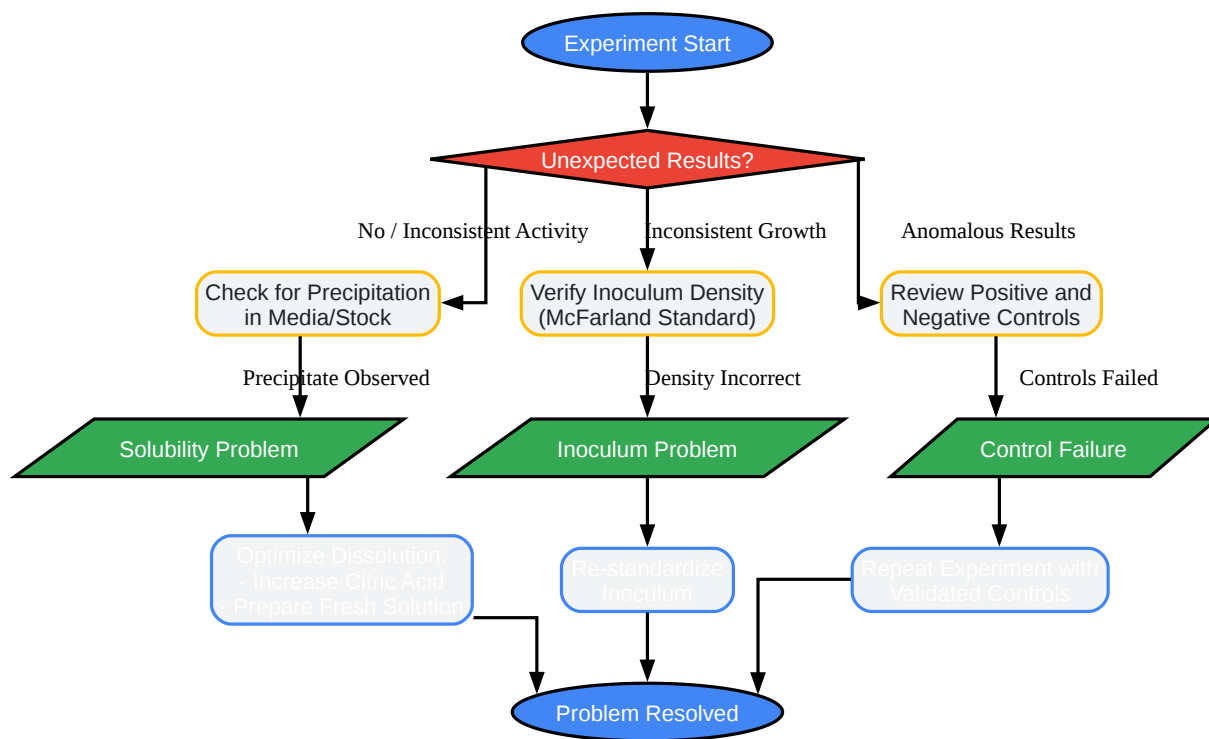 Experiment Start
Unexpected Results?
No / Inconsistent Activity
Inconsistent Growth
Anomalous Results
Check for Precipitation
in Media/Stock
Verify Inoculum Density
(McFarland Standard)
Review Positive and
Negative Controls
Precipitate Observed
Density Incorrect
Controls Failed
Solubility Problem
Inoculum Problem
Control Failure
Optimize Dissolution:
- Increase Citric Acid
- Prepare Fresh Solution
Re-standardize
Inoculum
Repeat Experiment with
Validated Controls
Problem Resolved